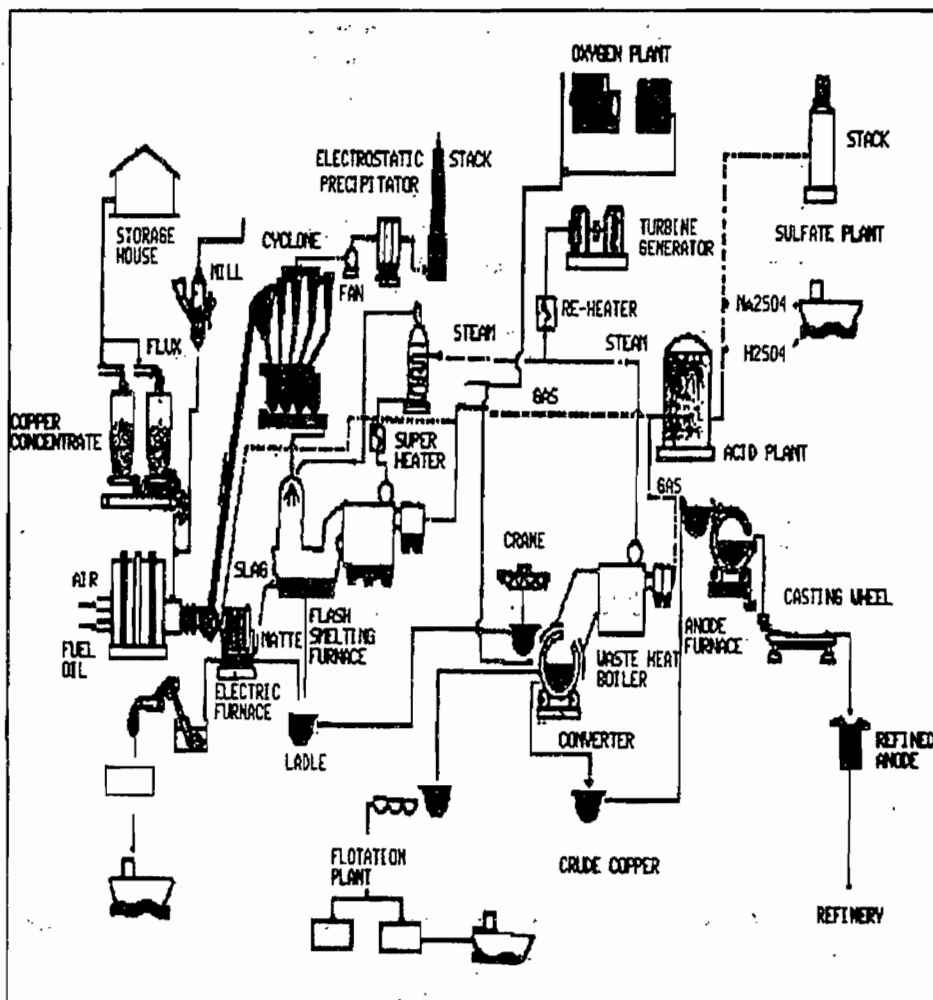 OXYGEN PLANT
STACK
ELECTROSTATIC
PRECIPITATOR
STACK
STORAGE
HOUSE
CYCLONE
TURBINE
GENERATOR
SULFATE PLANT
MILL
FAN
RE-HEATER
Na2SO4
FLUX
STEAM
STEAM
H2SO4
GAS
COPPER
CONCENTRATE
SUPER
HEATER
ACID PLANT
GAS
CRANE
SLAG
AIR
CASTING WHEEL
FLASH
SMELTING
FURNACE
MATTE
ANODE
FURNACE
FUEL
OIL
WASTE HEAT
BOILER
ELECTRIC
FURNACE
CONVERTER
REFINED
ANODE
LADLE
FLOTATION
PLANT
CRUDE COPPER
REFINERY